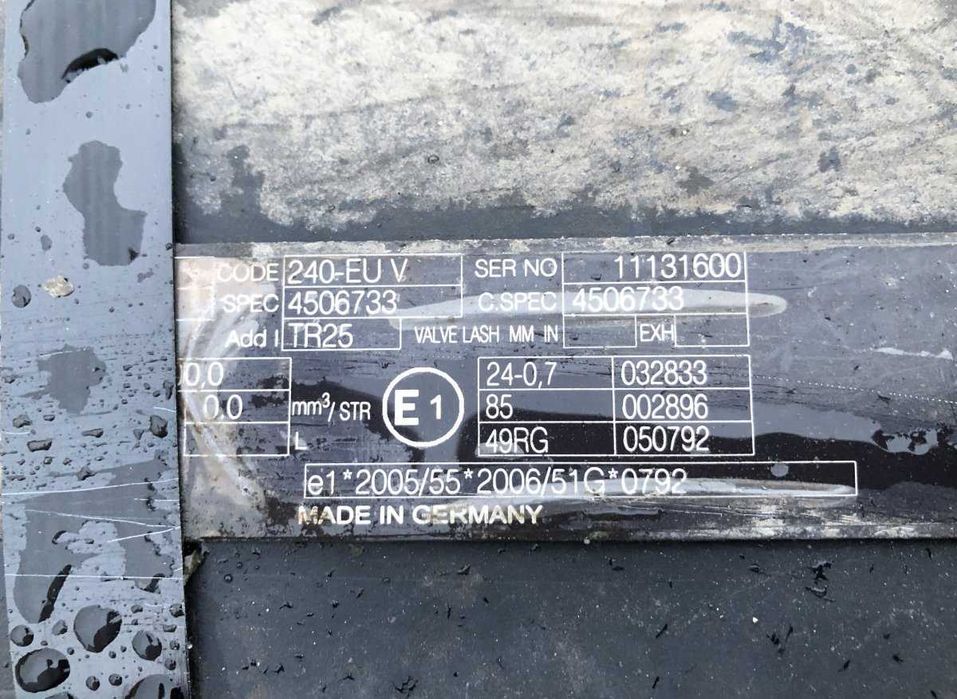 CODE 240-EU V SER NO 11131600
SPEC 4506733 C.SPEC 4506733
Add I TR25 VALVE LASH MM IN EXH
0,0 24-0,7 032833
0,0 mm³/STR E1 85 002896
L 49RG 050792
e1*2005/55*2006/51G*0792
MADE IN GERMANY